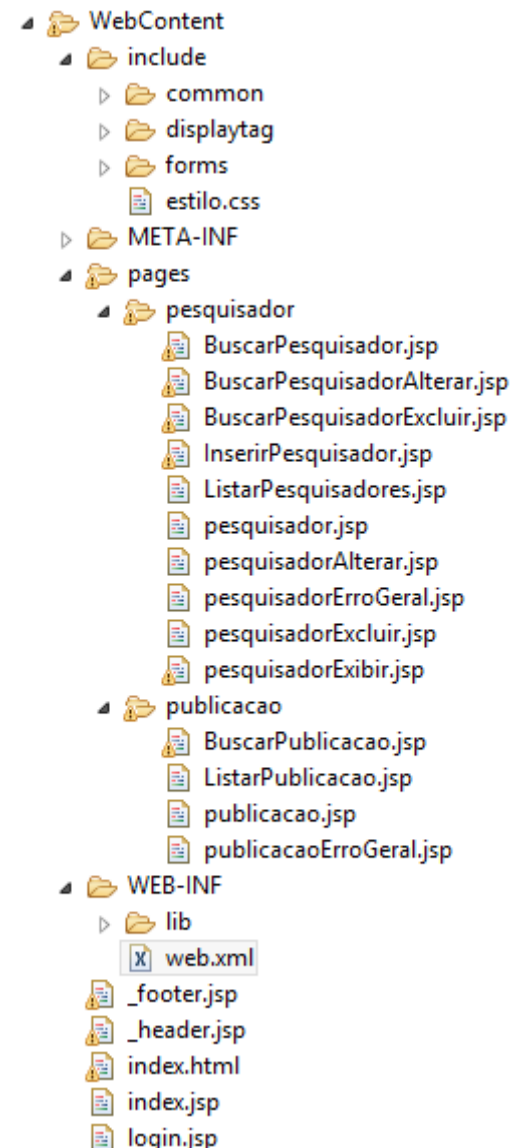 WebContent
include
common
displaytag
forms
estilo.css
META-INF
pages
pesquisador
BuscarPesquisador.jsp
BuscarPesquisadorAlterar.jsp
BuscarPesquisadorExcluir.jsp
InserirPesquisador.jsp
ListarPesquisadores.jsp
pesquisador.jsp
pesquisadorAlterar.jsp
pesquisadorErroGeral.jsp
pesquisadorExcluir.jsp
pesquisadorExibir.jsp
publicacao
BuscarPublicacao.jsp
ListarPublicacao.jsp
publicacao.jsp
publicacaoErroGeral.jsp
WEB-INF
lib
web.xml
_footer.jsp
_header.jsp
index.html
index.jsp
login.jsp